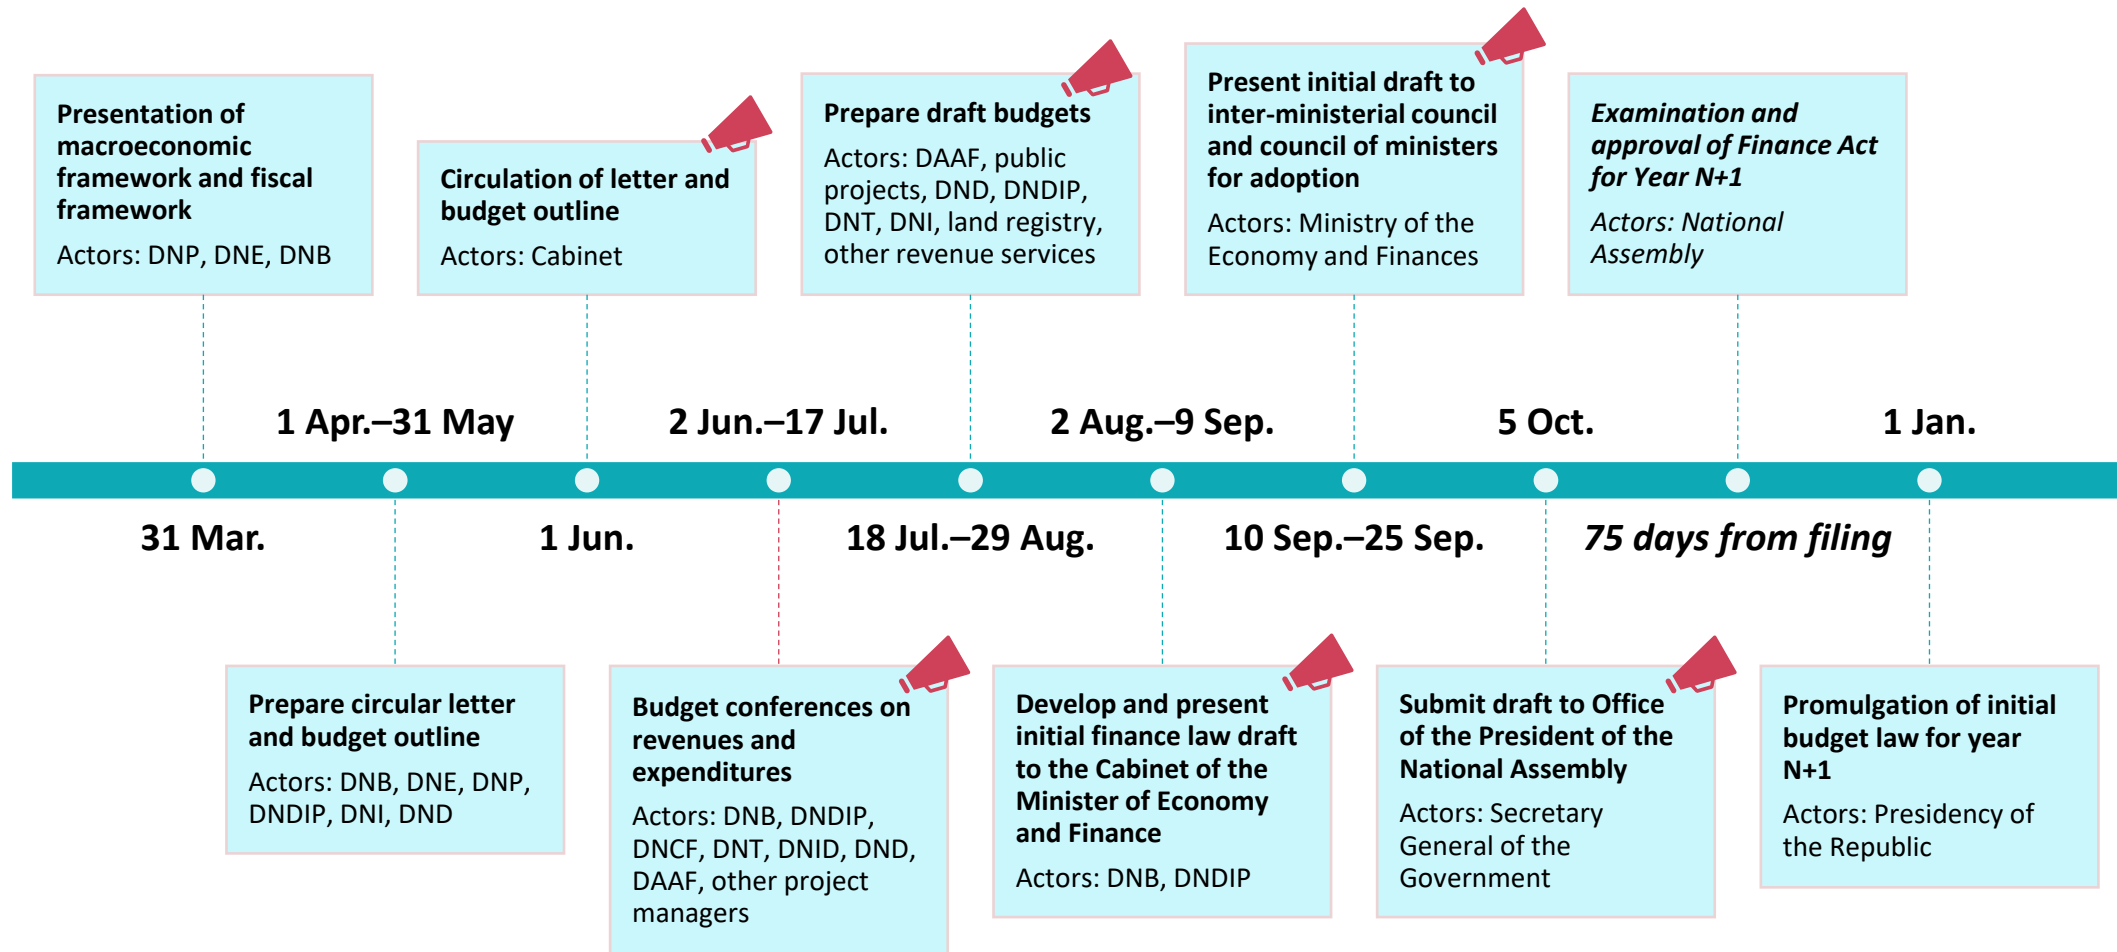 Presentation of
macroeconomic
framework and fiscal
framework
Actors: DNP, DNE, DNB
Circulation of letter and
budget outline
Actors: Cabinet
Prepare draft budgets
Actors: DAAF, public
projects, DND, DNDIP,
DNT, DNI, land registry,
other revenue services
Present initial draft to
inter-ministerial council
and council of ministers
for adoption
Actors: Ministry of the
Economy and Finances
Examination and
approval of Finance Act
for Year N+1
Actors: National
Assembly
1 Apr.–31 May
2 Jun.–17 Jul.
2 Aug.–9 Sep.
5 Oct.
1 Jan.
31 Mar.
1 Jun.
18 Jul.–29 Aug.
10 Sep.–25 Sep.
75 days from filing
Prepare circular letter
and budget outline
Actors: DNB, DNE, DNP,
DNDIP, DNI, DND
Budget conferences on
revenues and
expenditures
Actors: DNB, DNDIP,
DNCF, DNT, DNID, DND,
DAAF, other project
managers
Develop and present
initial finance law draft
to the Cabinet of the
Minister of Economy
and Finance
Actors: DNB, DNDIP
Submit draft to Office
of the President of the
National Assembly
Actors: Secretary
General of the
Government
Promulgation of initial
budget law for year
N+1
Actors: Presidency of
the Republic